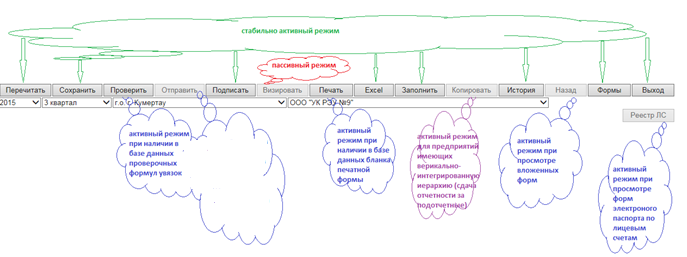 стабильно активный режим
пассивный режим
Перечитать Сохранить Проверить Отправить Подписать Визировать Печать Excel Заполнить Копировать История Назад Формы Выход
2015 3 квартал г.о. г. Кумертау ООО "УК РЭУ-№9"
Реестр ЛС
активный режим
при наличии в
базе данных
проверочных
формул увязок
активный
режим при
наличии в базе
данных бланка
печатной
формы
активный режим
для предприятий
имеющих
верикально-
интегрированную
иерархию (сдача
отчетности за
подотчетные)
активный
режим при
просмотре
вложенных
форм
активный
режим при
просмотре
форм
электроного
паспорта по
лицевым
счетам